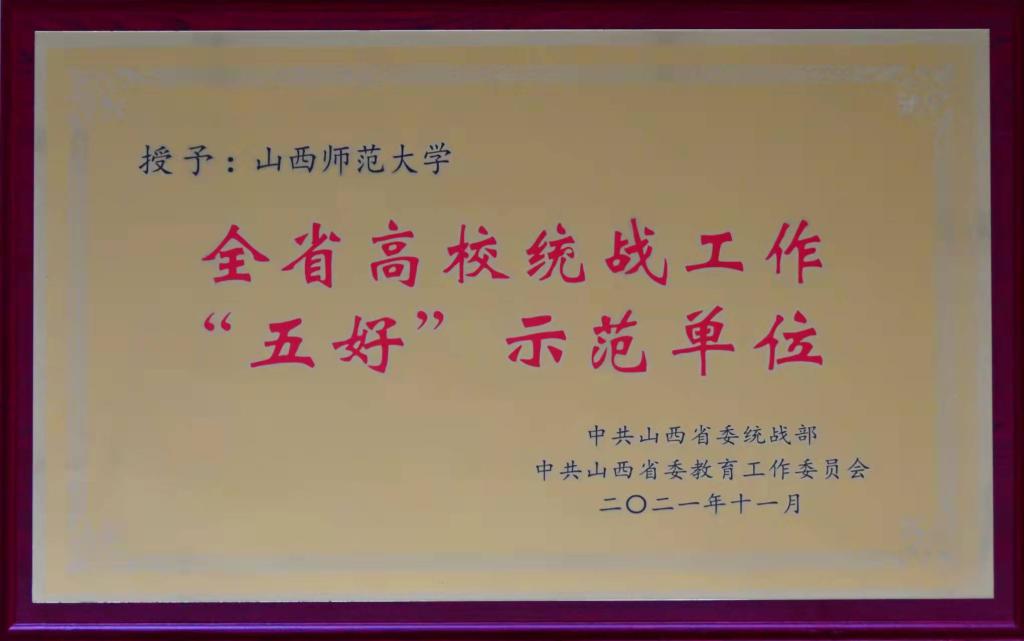 授予：山西师范大学
全省高校统战工作
“五好”示范单位
中共山西省委统战部
中共山西省委教育工作委员会
二〇二一年十一月